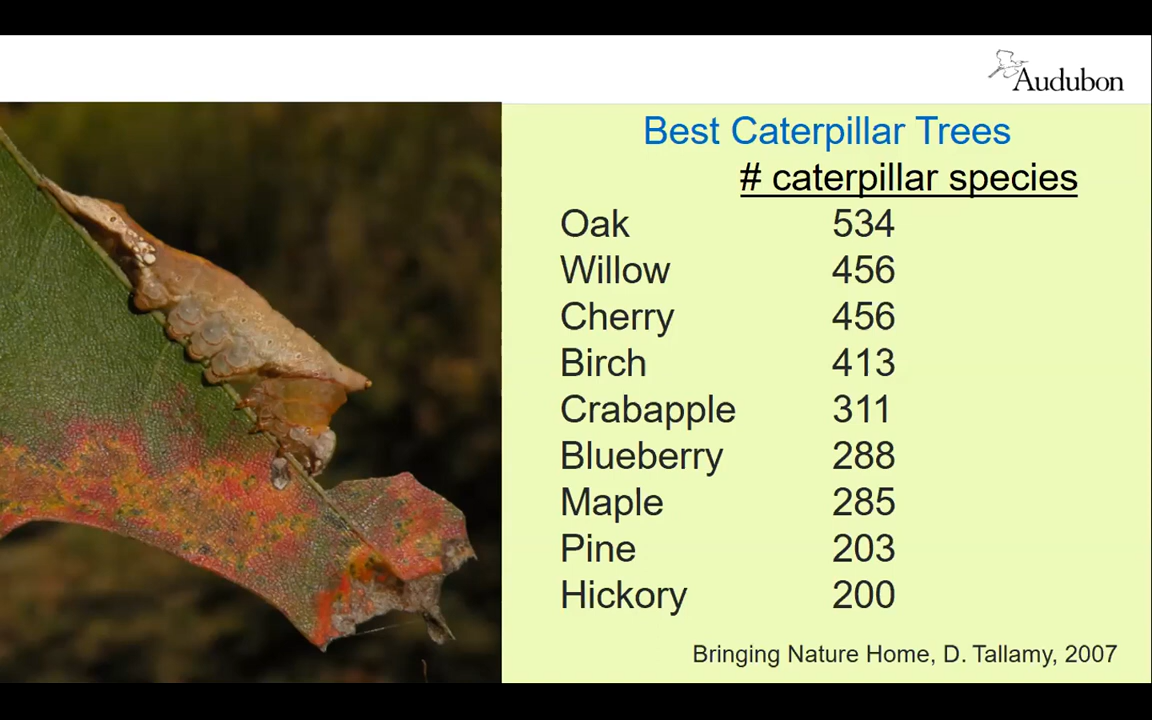 Audubon
Best Caterpillar Trees
# caterpillar species
Oak 534
Willow 456
Cherry 456
Birch 413
Crabapple 311
Blueberry 288
Maple 285
Pine 203
Hickory 200
Bringing Nature Home, D. Tallamy, 2007